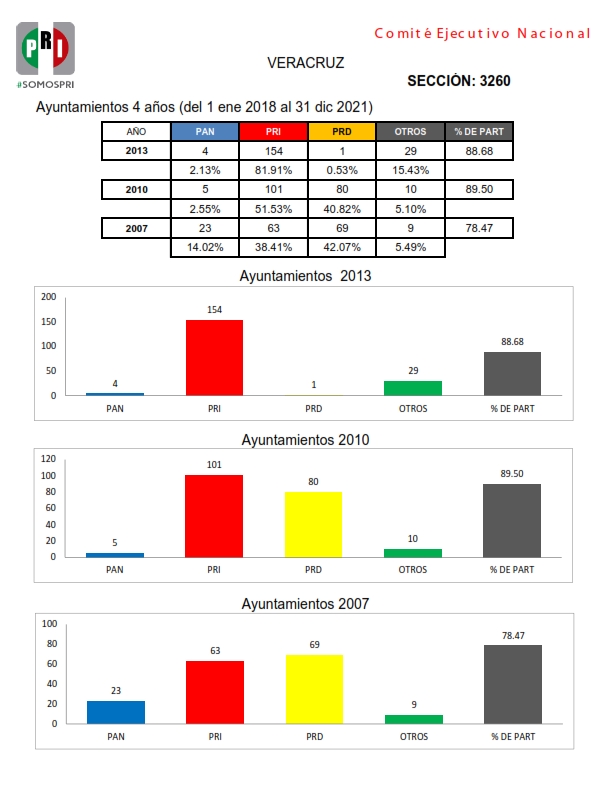 PRI
#SOMOSPRI
Comité Ejecutivo Nacional
VERACRUZ
SECCIÓN: 3260
Ayuntamientos 4 años (del 1 ene 2018 al 31 dic 2021)
AÑO PAN PRI PRD OTROS % DE PART
2013 4 154 1 29 88.68
2.13% 81.91% 0.53% 15.43%
2010 5 101 80 10 89.50
2.55% 51.53% 40.82% 5.10%
2007 23 63 69 9 78.47
14.02% 38.41% 42.07% 5.49%
Ayuntamientos 2013
200
150
100
50
0
4 154 1 29 88.68
PAN PRI PRD OTROS % DE PART
Ayuntamientos 2010
120
100
80
60
40
20
0
5 101 80 10 89.50
PAN PRI PRD OTROS % DE PART
Ayuntamientos 2007
100
80
60
40
20
0
23 63 69 9 78.47
PAN PRI PRD OTROS % DE PART